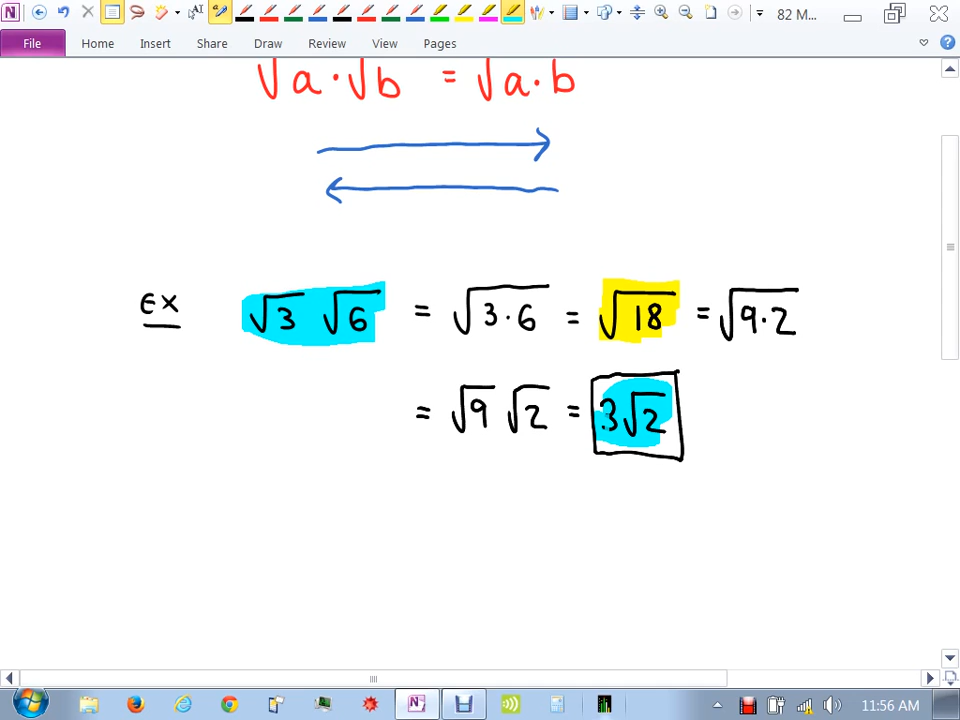 82 M...
File Home Insert Share Draw Review View Pages
√a · √b = √a · b
Ex √3 √6 = √3 · 6 = √18 = √9 · 2
= √9 √2 = 3√2
11:56 AM